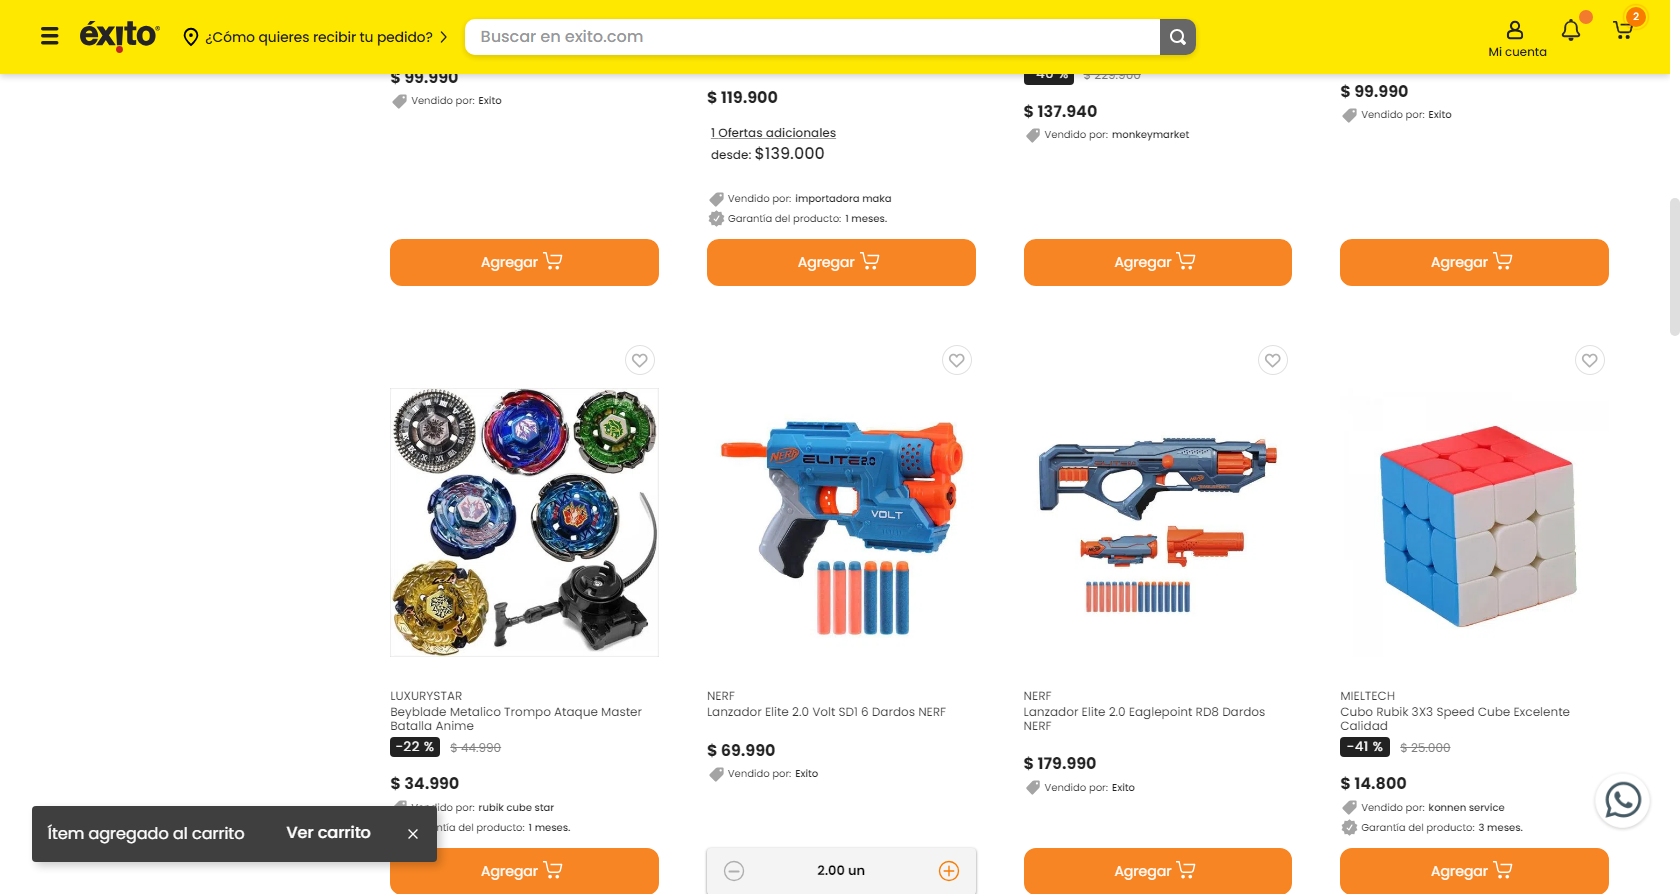 éxito
¿Cómo quieres recibir tu pedido?
Buscar en exito.com
Mi cuenta
2
$ 99.990
Vendido por: Exito
Agregar
$ 119.900
1 Ofertas adicionales
desde: $139.000
Vendido por: importadora maka
Garantía del producto: 1 meses.
Agregar
-40 % $ 229.900
$ 137.940
Vendido por: monkeymarket
Agregar
$ 99.990
Vendido por: Exito
Agregar
LUXURYSTAR
Beyblade Metalico Trompo Ataque Master
Batalla Anime
-22 % $ 44.990
$ 34.990
Vendido por: rubik cube star
ntía del producto: 1 meses.
Agregar
NERF
ELITE 2.0
VOLT
NERF
Lanzador Elite 2.0 Volt SD1 6 Dardos NERF
$ 69.990
Vendido por: Exito
2.00 un
NERF
Lanzador Elite 2.0 Eaglepoint RD8 Dardos
NERF
$ 179.990
Vendido por: Exito
Agregar
MIELTECH
Cubo Rubik 3X3 Speed Cube Excelente
Calidad
-41 % $ 25.000
$ 14.800
Vendido por: konnen service
Garantía del producto: 3 meses.
Agregar
Ítem agregado al carrito Ver carrito